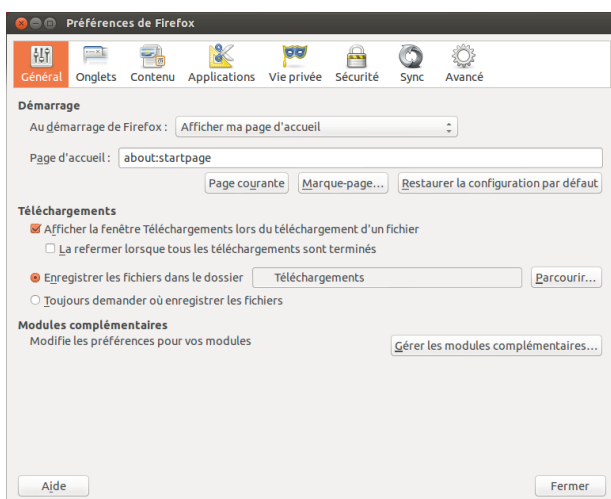 Préférences de Firefox
Général Onglets Contenu Applications Vie privée Sécurité Sync Avancé
Démarrage
Au démarrage de Firefox : Afficher ma page d'accueil
Page d'accueil : about:startpage
Page courante Marque-page... Restaurer la configuration par défaut
Téléchargements
Afficher la fenêtre Téléchargements lors du téléchargement d'un fichier
La refermer lorsque tous les téléchargements sont terminés
Enregistrer les fichiers dans le dossier Téléchargements Parcourir...
Toujours demander où enregistrer les fichiers
Modules complémentaires
Modifie les préférences pour vos modules Gérer les modules complémentaires...
Aide Fermer